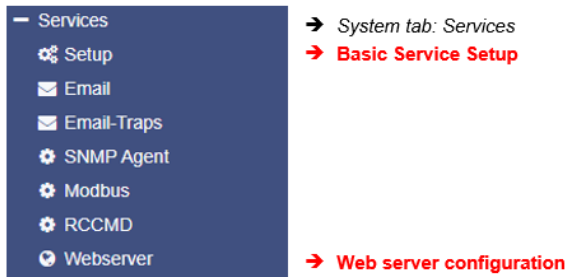 Services
➔ System tab: Services
Setup
➔ Basic Service Setup
Email
Email-Traps
SNMP Agent
Modbus
RCCMD
Webserver
➔ Web server configuration